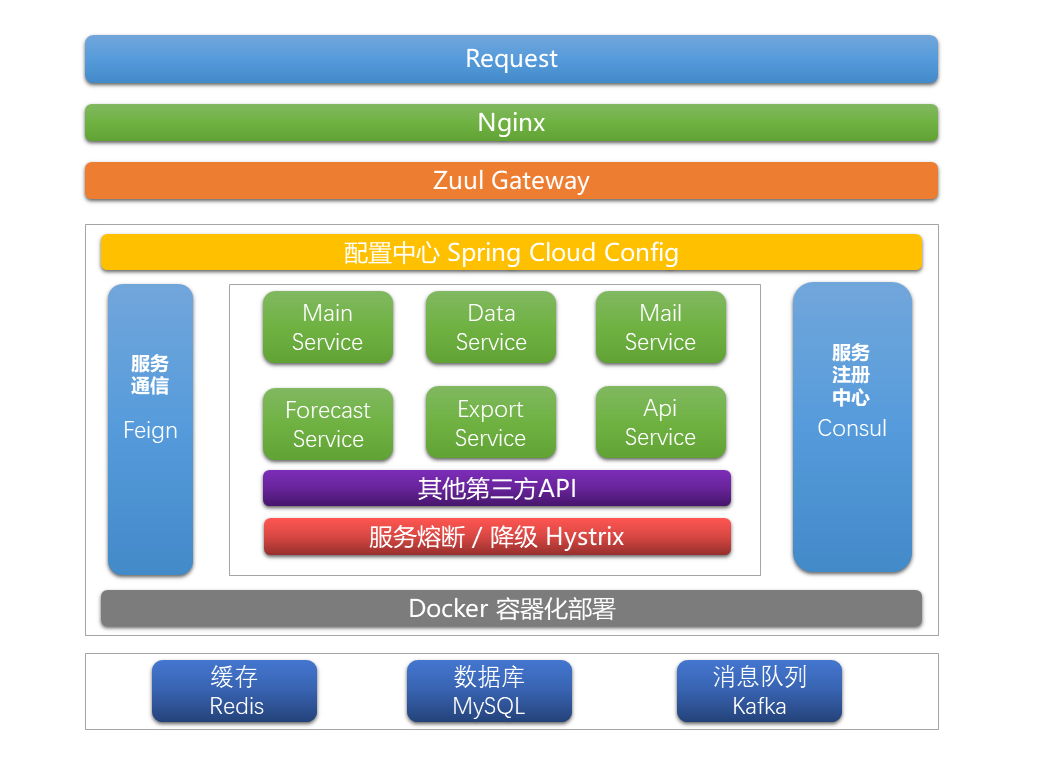 Request
Nginx
Zuul Gateway
配置中心 Spring Cloud Config
服务
通信
Feign
Main
Service
Data
Service
Mail
Service
Forecast
Service
Export
Service
Api
Service
其他第三方API
服务熔断 / 降级 Hystrix
服务
注册
中心
Consul
Docker 容器化部署
缓存
Redis
数据库
MySQL
消息队列
Kafka